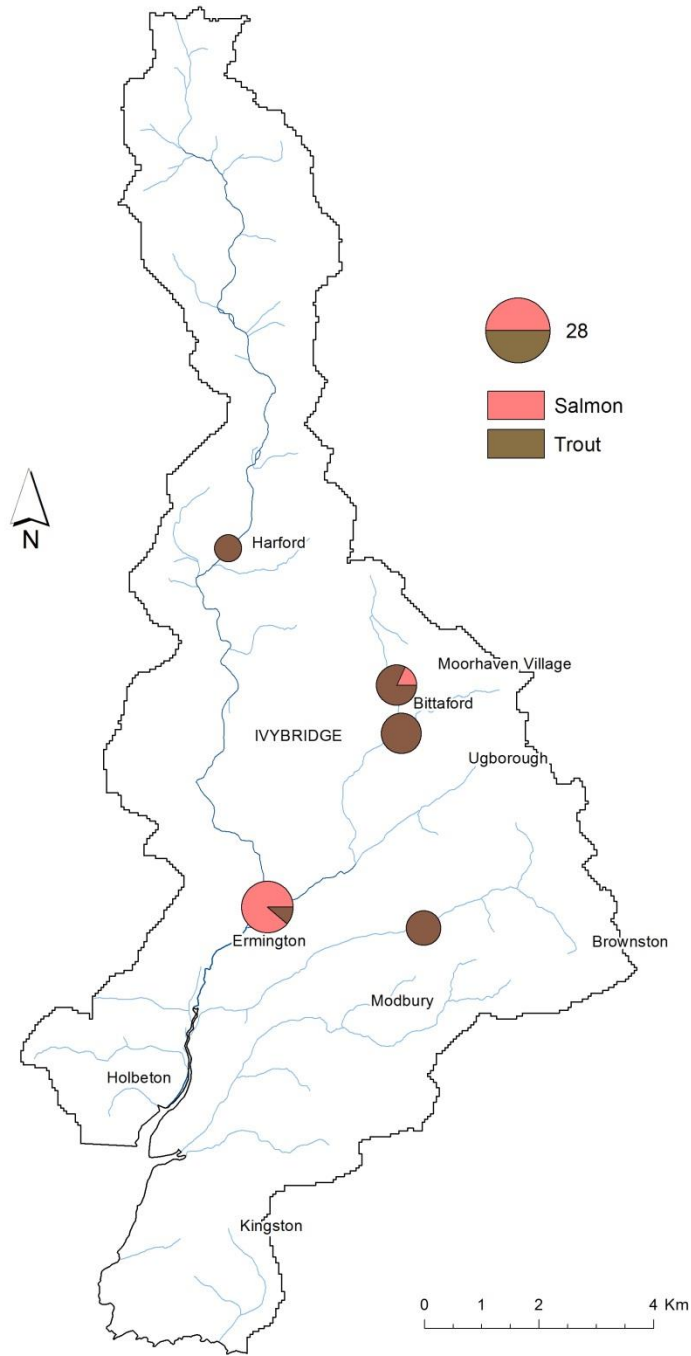 28
Salmon
Trout
N
Harford
Moorhaven Village
Bittaford
IVYBRIDGE
Ugborough
Ermington
Brownston
Modbury
Holbeton
Kingston
0 1 2 4 Km